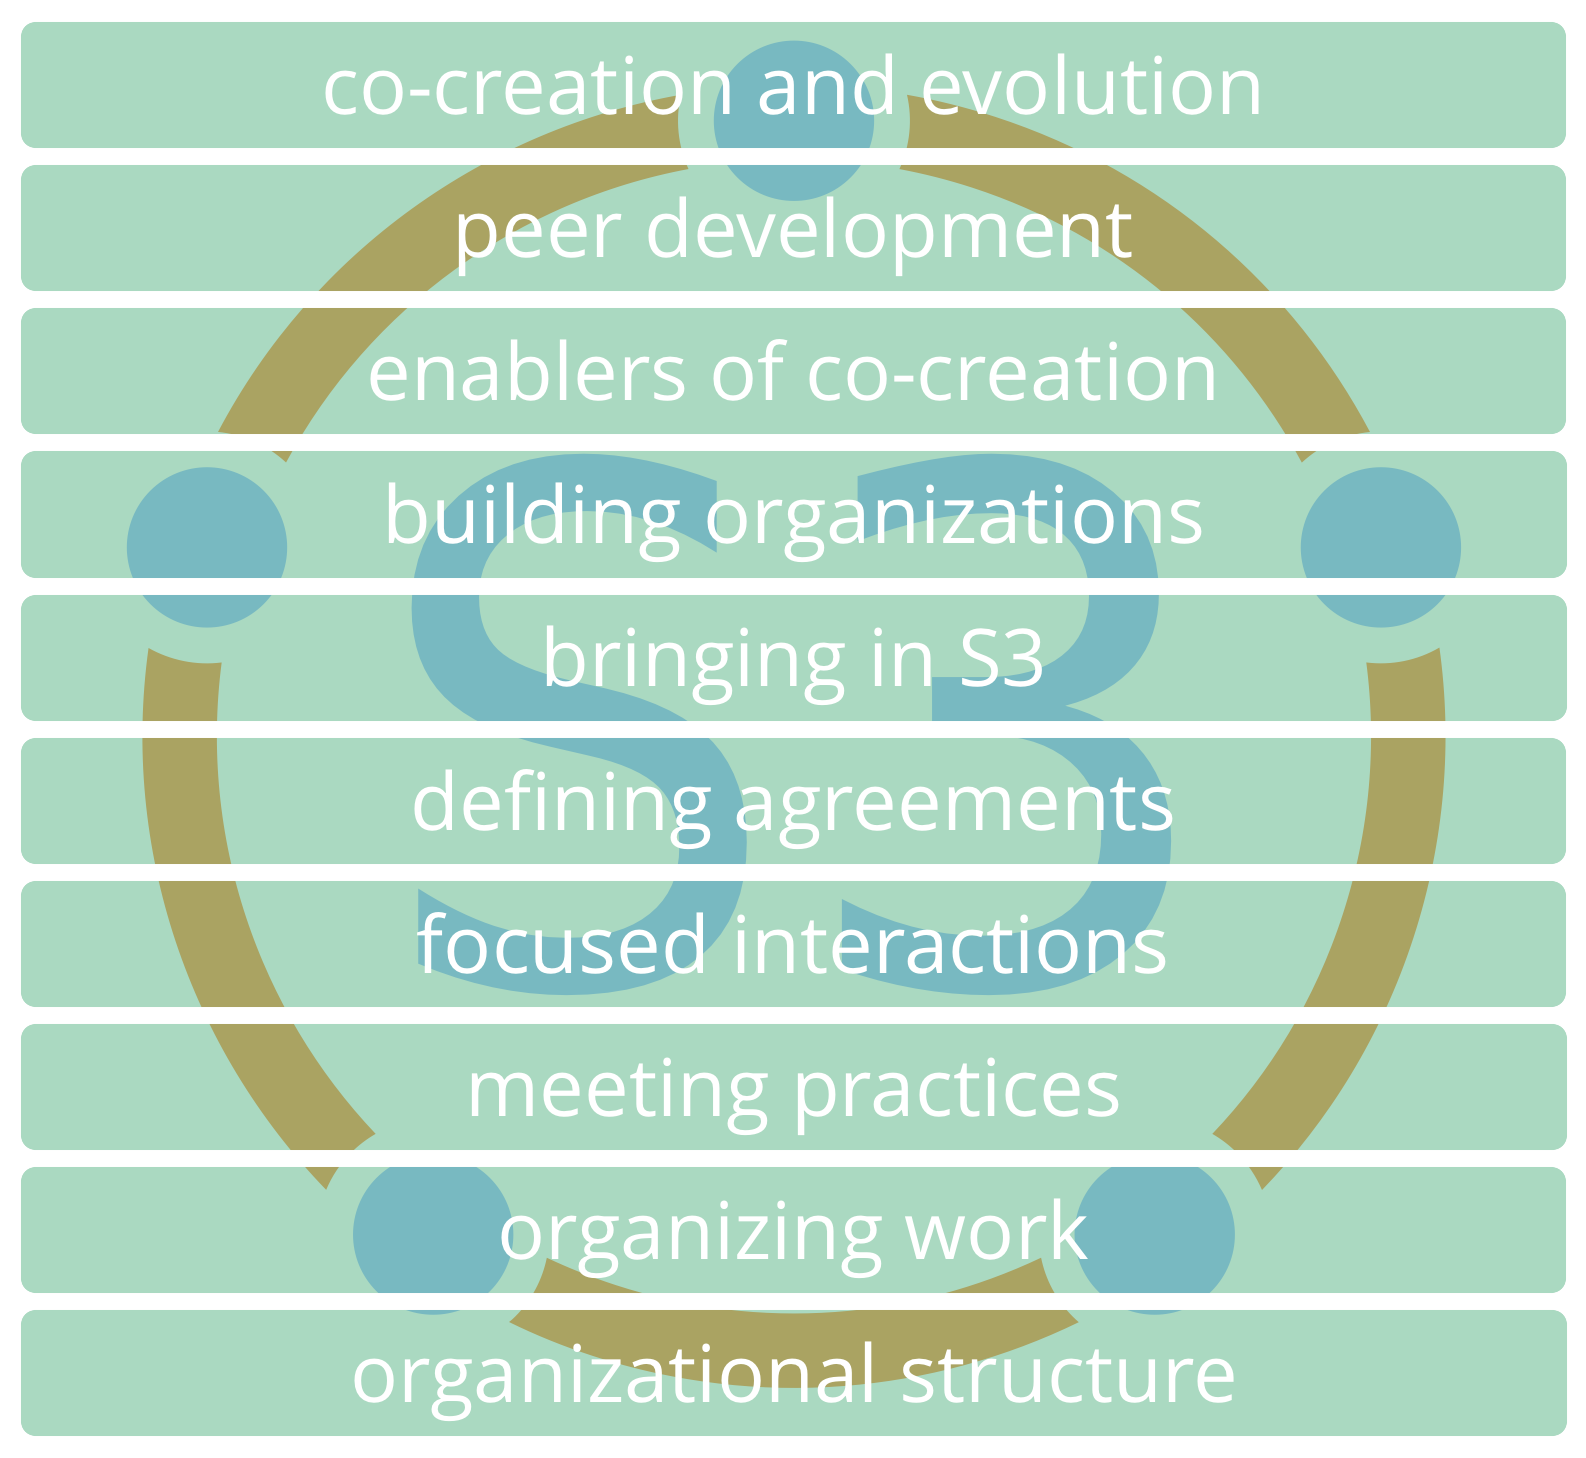 co-creation and evolution
peer development
enablers of co-creation
building organizations
S3
bringing in S3
defining agreements
focused interactions
meeting practices
organizing work
organizational structure